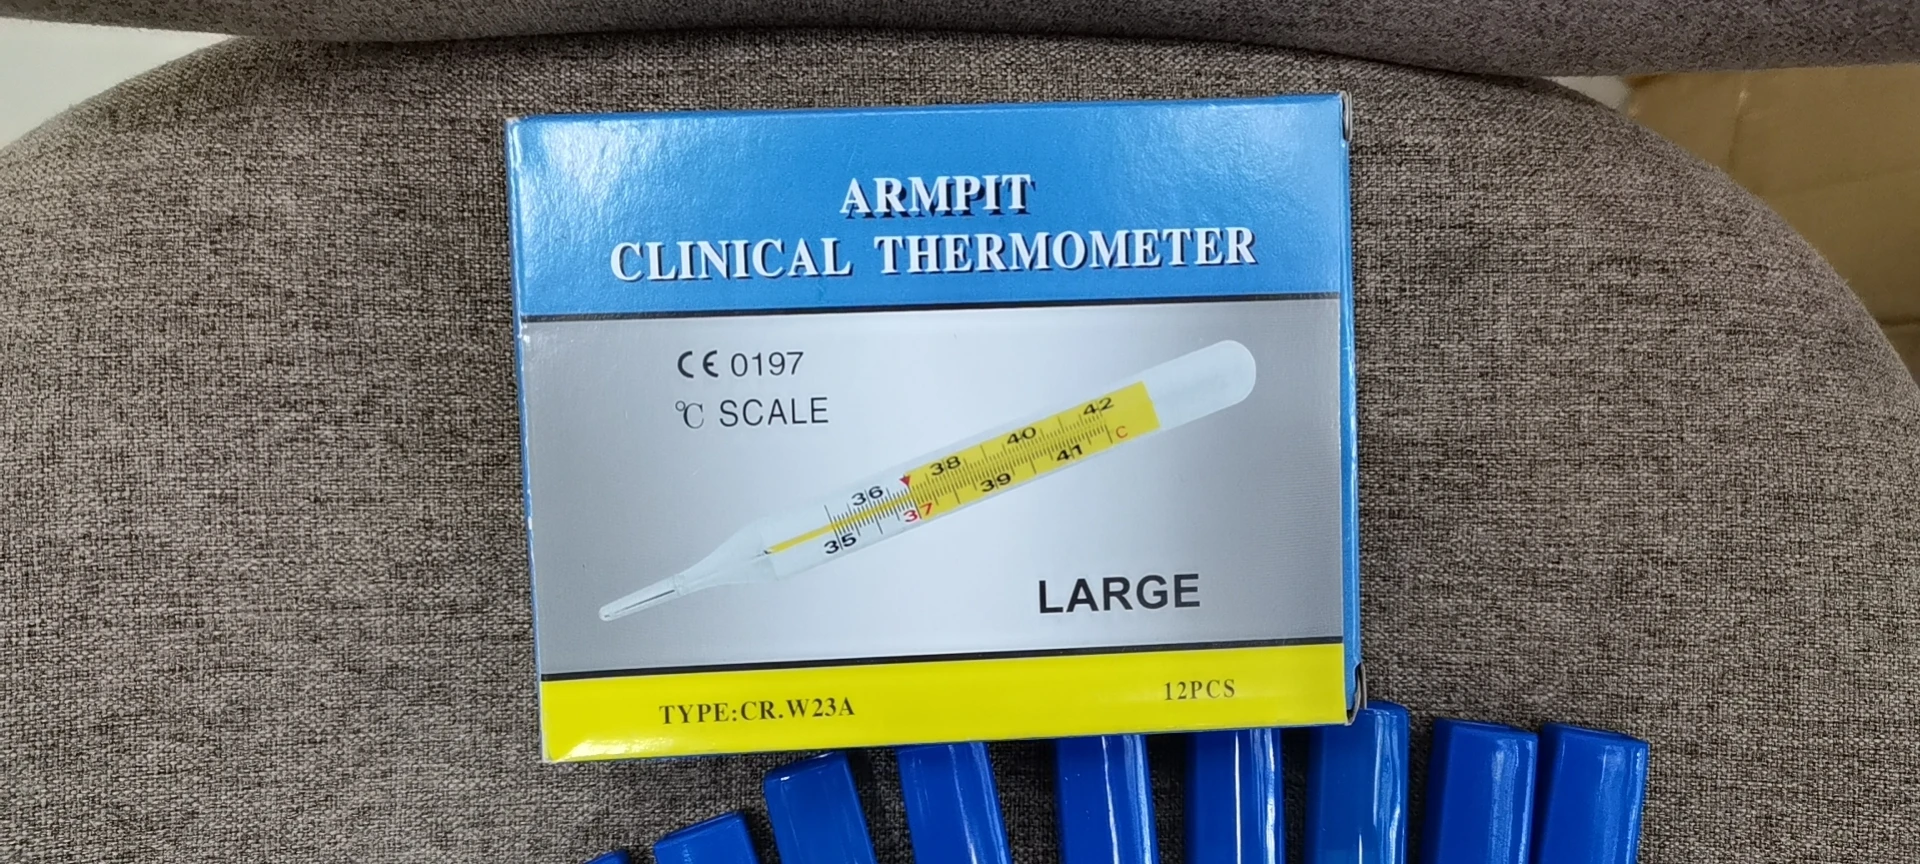 ARMPIT
CLINICAL THERMOMETER
CE 0197
℃ SCALE
42
40
C
41
38
39
36
37
35
LARGE
TYPE:CR.W23A
12PCS